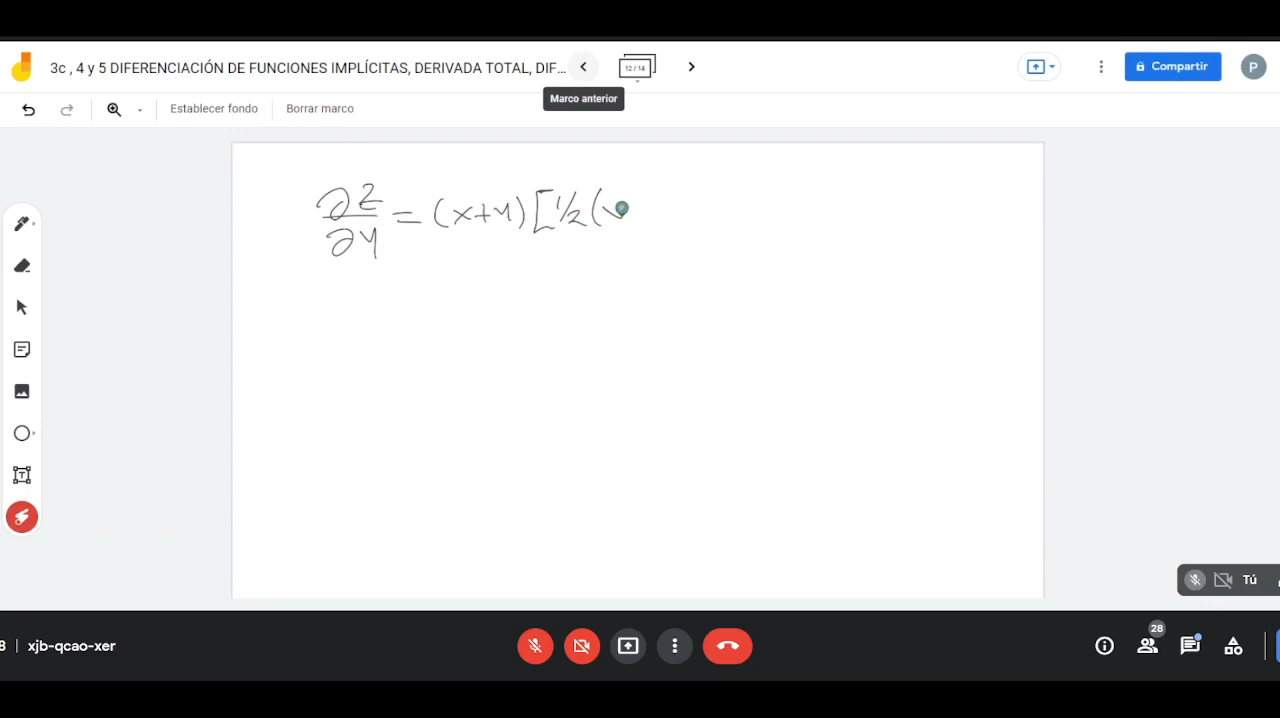 3c , 4 y 5 DIFERENCIACIÓN DE FUNCIONES IMPLÍCITAS, DERIVADA TOTAL, DIF...
12 / 14
Compartir
P
Marco anterior
Establecer fondo
Borrar marco
∂z/∂y = (x+y) [ 1/2 (
P
T
Tú
8 | xjb-qcao-xer
28